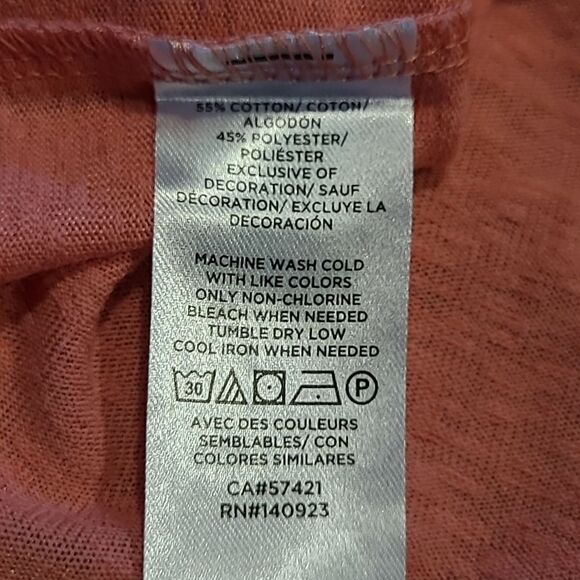 55% COTTON/ COTON/
ALGODÓN
45% POLYESTER/
POLIÉSTER
EXCLUSIVE OF
DECORATION/ SAUF
DÉCORATION/ EXCLUYE LA
DECORACIÓN
MACHINE WASH COLD
WITH LIKE COLORS
ONLY NON-CHLORINE
BLEACH WHEN NEEDED
TUMBLE DRY LOW
COOL IRON WHEN NEEDED
30 P
AVEC DES COULEURS
SEMBLABLES/ CON
COLORES SIMILARES
CA#57421
RN#140923